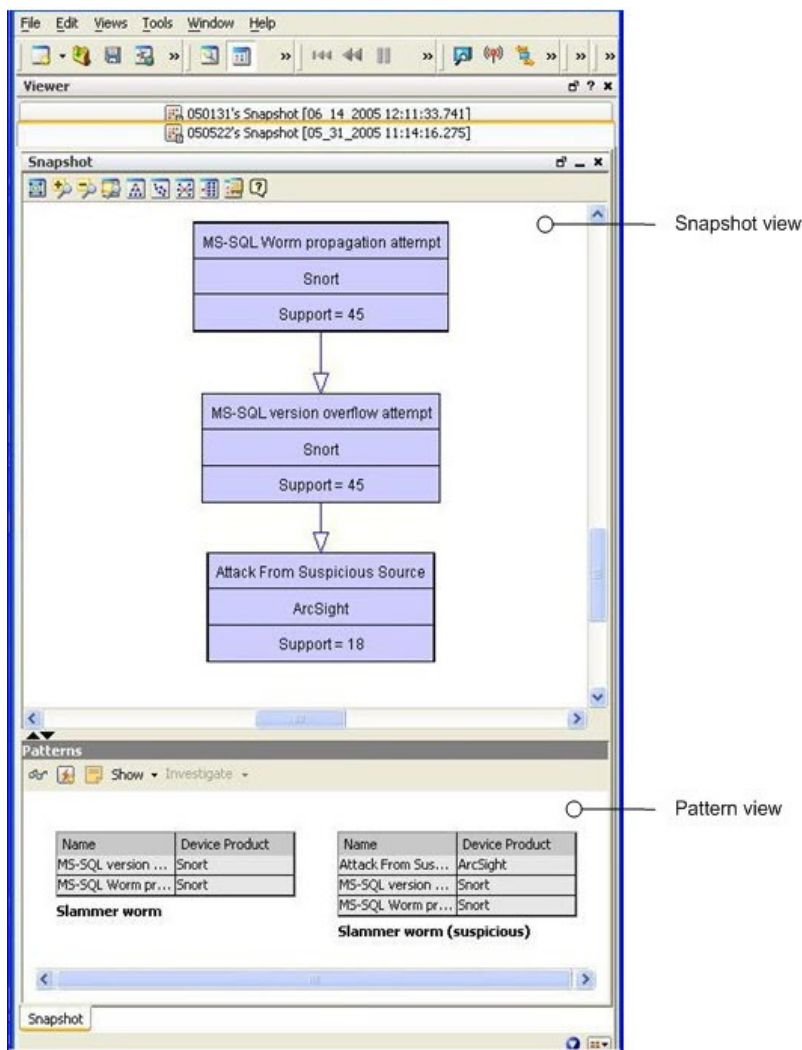 File Edit Views Tools Window Help
Viewer
050131's Snapshot [06_14_2005 12:11:33.741]
050522's Snapshot [05_31_2005 11:14:16.275]
Snapshot
Snapshot view
MS-SQL Worm propagation attempt
Snort
Support = 45
MS-SQL version overflow attempt
Snort
Support = 45
Attack From Suspicious Source
ArcSight
Support = 18
Patterns
Show Investigate
Pattern view
Name Device Product
MS-SQL version ... Snort
MS-SQL Worm pr... Snort
Slammer worm
Name Device Product
Attack From Sus... ArcSight
MS-SQL version ... Snort
MS-SQL Worm pr... Snort
Slammer worm (suspicious)
Snapshot